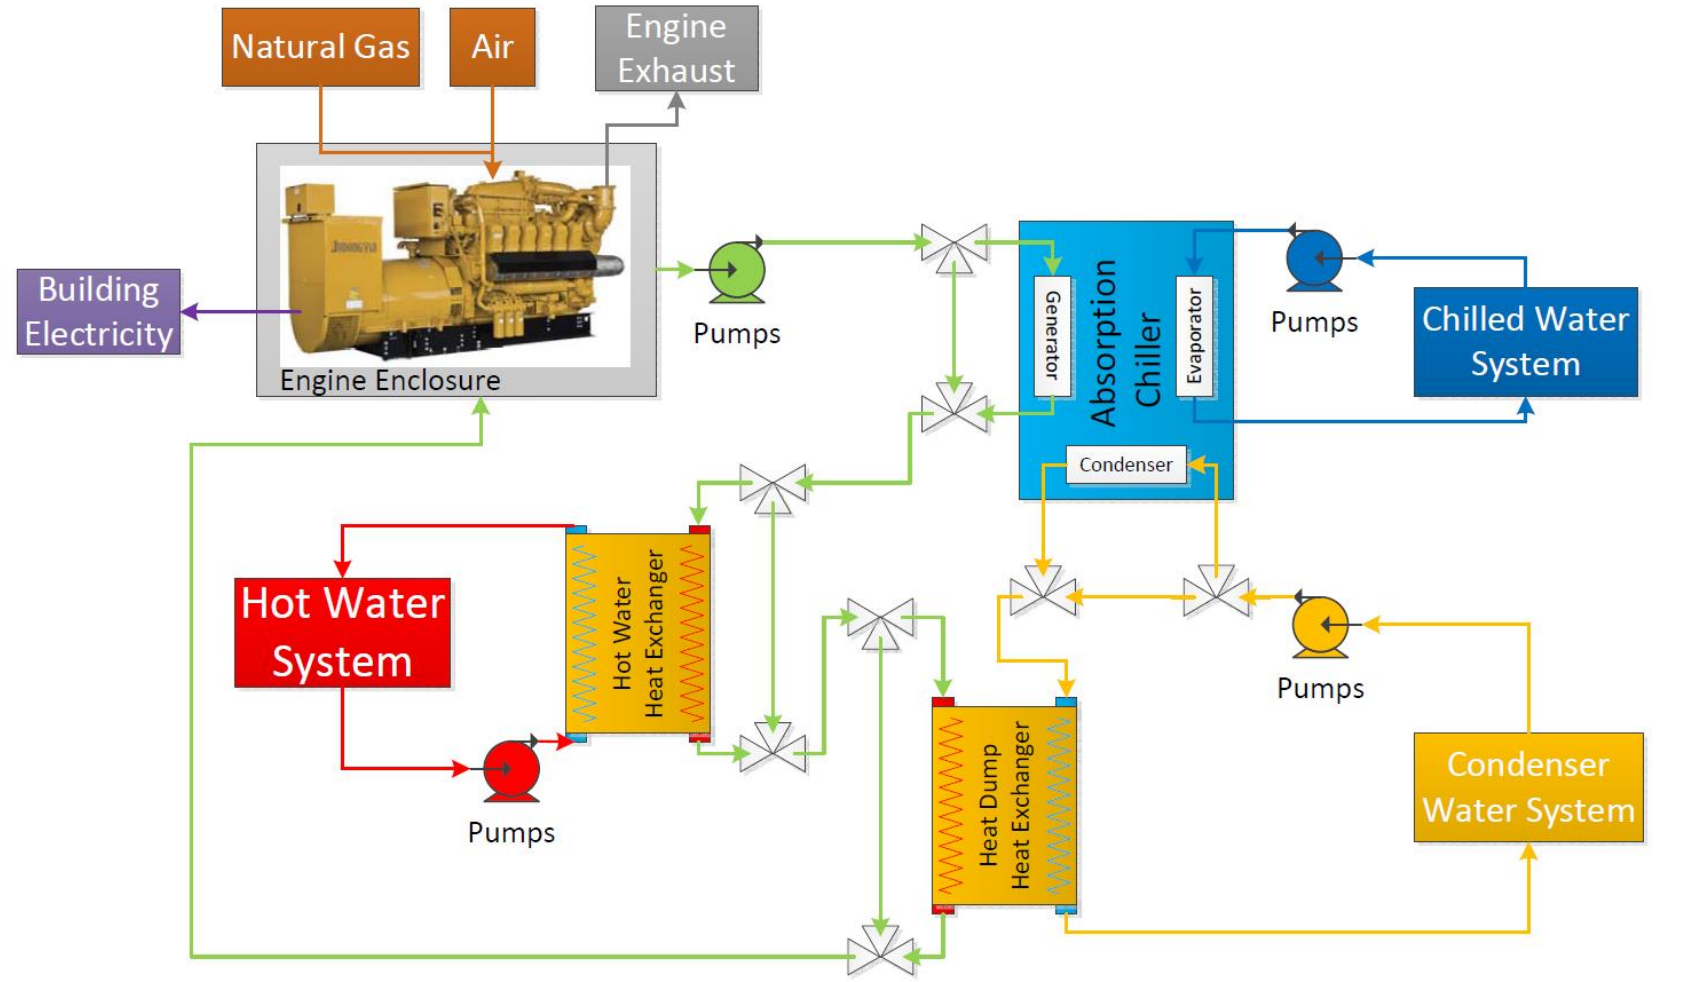 Natural Gas
Air
Engine
Exhaust
Building
Electricity
Engine Enclosure
Pumps
Absorption
Chiller
Generator
Evaporator
Condenser
Pumps
Chilled Water
System
Hot Water
System
Hot Water
Heat Exchanger
Pumps
Heat Dump
Heat Exchanger
Pumps
Condenser
Water System